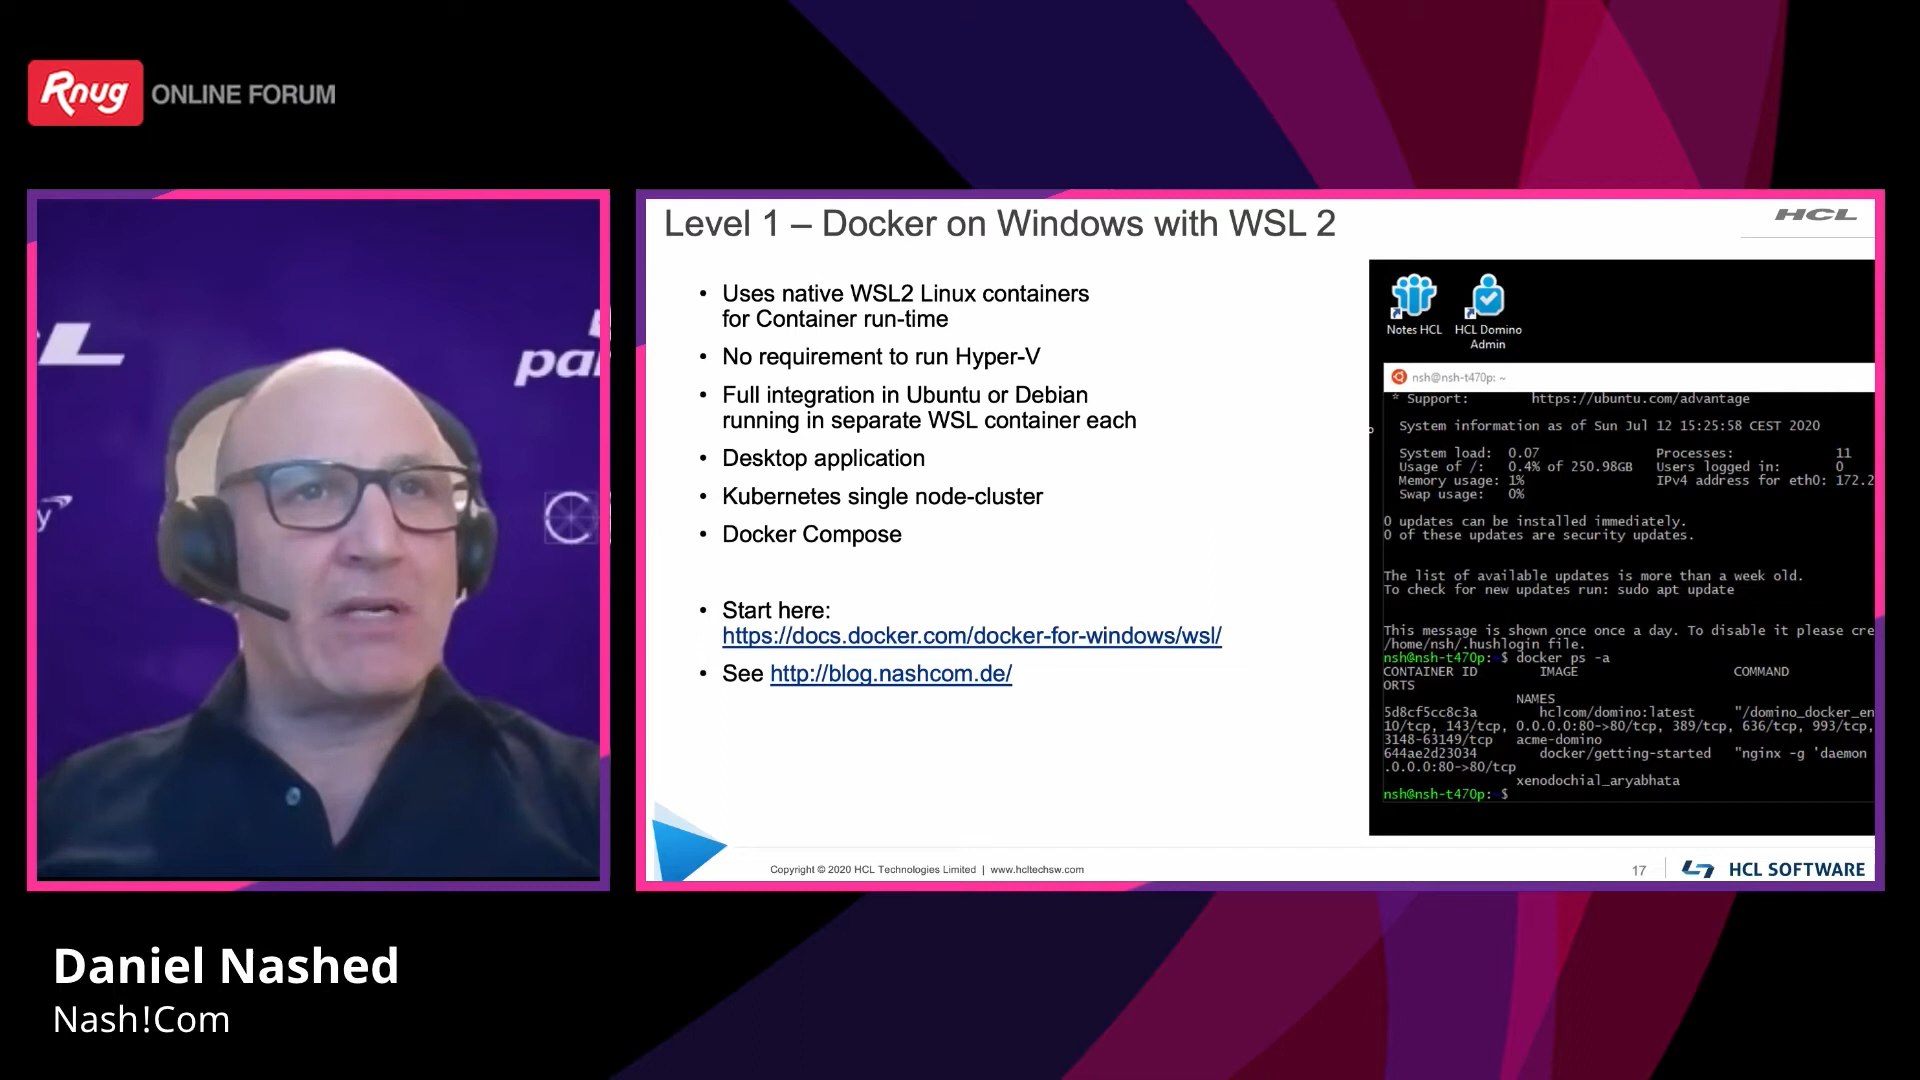 Rnug ONLINE FORUM
L
pa
y
Level 1 – Docker on Windows with WSL 2
HCL
• Uses native WSL2 Linux containers
for Container run-time
• No requirement to run Hyper-V
• Full integration in Ubuntu or Debian
running in separate WSL container each
• Desktop application
• Kubernetes single node-cluster
• Docker Compose
• Start here:
https://docs.docker.com/docker-for-windows/wsl/
• See http://blog.nashcom.de/
Notes HCL
HCL Domino
Admin
nsh@nsh-t470p: ~
* Support: https://ubuntu.com/advantage
System information as of Sun Jul 12 15:25:58 CEST 2020
System load: 0.07 Processes: 11
Usage of /: 0.4% of 250.98GB Users logged in: 0
Memory usage: 1% IPv4 address for eth0: 172.2
Swap usage: 0%
0 updates can be installed immediately.
0 of these updates are security updates.
The list of available updates is more than a week old.
To check for new updates run: sudo apt update
This message is shown once once a day. To disable it please cre
/home/nsh/.hushlogin file.
nsh@nsh-t470p:~$ docker ps -a
CONTAINER ID IMAGE COMMAND
ORTS
NAMES
5d8cf5cc8c3a hclcom/domino:latest "/domino_docker_en
10/tcp, 143/tcp, 0.0.0.0:80->80/tcp, 389/tcp, 636/tcp, 993/tcp,
3148-63149/tcp acme-domino
644ae2d23034 docker/getting-started "nginx -g 'daemon
.0.0.0:80->80/tcp
xenodochial_aryabhata
nsh@nsh-t470p:~$
Copyright © 2020 HCL Technologies Limited | www.hcltechsw.com
17
HCL SOFTWARE
Daniel Nashed
Nash!Com